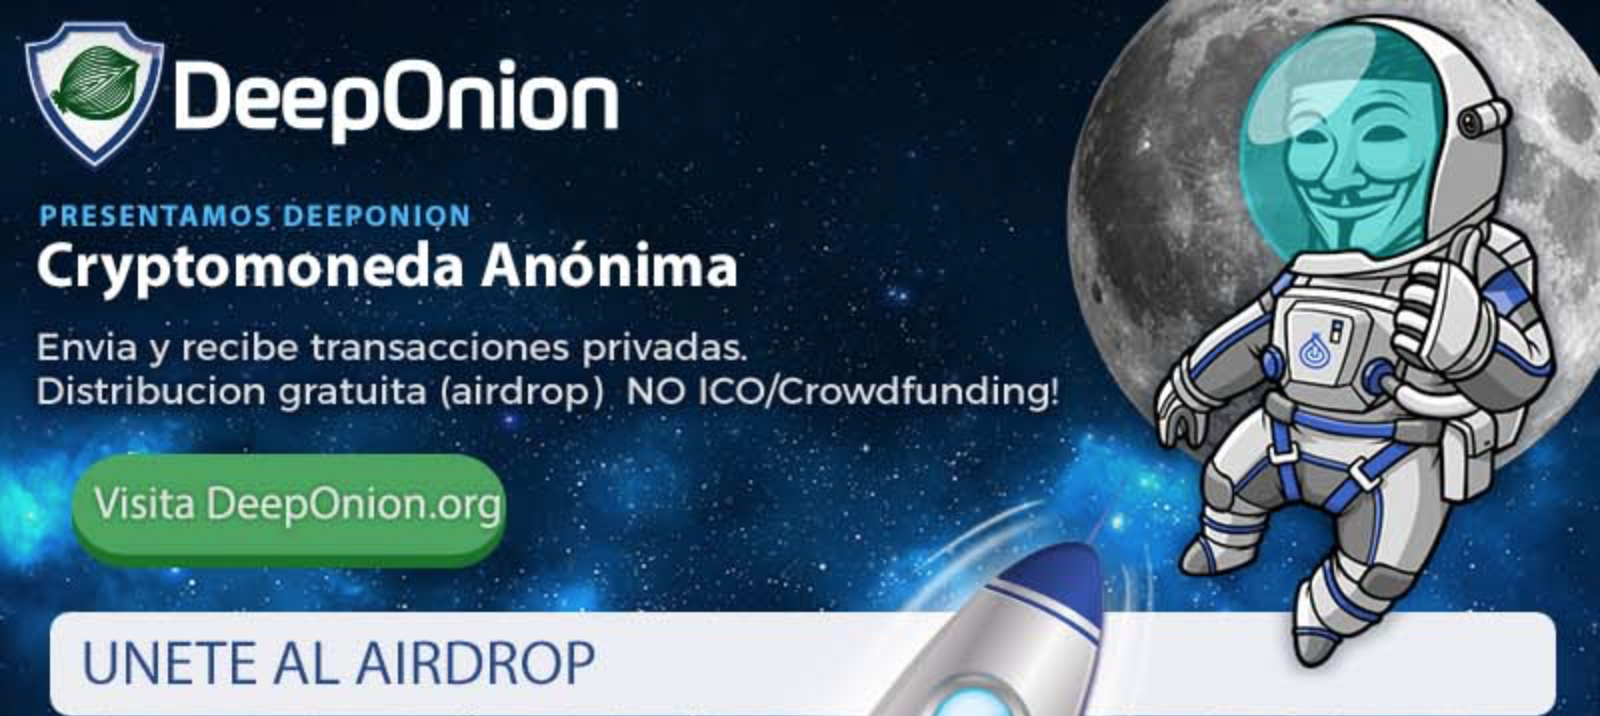 DeepOnion
PRESENTAMOS DEEPONION
Cryptomoneda Anónima
Envia y recibe transacciones privadas.
Distribucion gratuita (airdrop) NO ICO/Crowdfunding!
Visita DeepOnion.org
UNETE AL AIRDROP